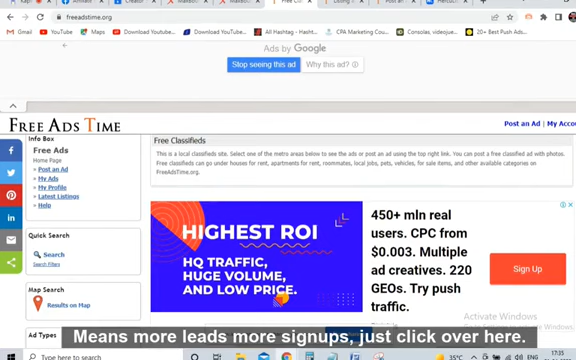 Free Cl
freeadstime.org
Gmail YouTube Maps Download Youtube... All Hashtag - Hasht... CPA Marketing Cou... Consolas, videojue... YouTube 20+ Best Push Ads...
Ads by Google
Stop seeing this ad Why this ad?
FREE ADS TIME
Post an Ad | My Accou
Info Box
Free Ads
Home Page
Post an Ad
My Ads
My Profile
Latest Listings
Help
Free Classifieds
This is a local classifieds site. Select one of the metro areas below to see the ads or post an ad using the top right link. You can post a free classified ad with photos.
Free Classified ads can go under houses for rent, apartments for rent, roommates, local jobs, pets, vehicles, for sale items, and other available categories on
FreeAdsTime.org.
Quick Search
Search
Search Filters
Map Search
Results on Map
Ad Types
HIGHEST ROI
HQ TRAFFIC,
HUGE VOLUME,
AND LOW PRICE.
450+ mln real
users. CPC from
$0.003. Multiple
ad creatives. 220
GEOs. Try push
traffic.
Sign Up
Activate Windows
Means more leads more signups, just click over here.
Type here to search
35°C ENG 17:35